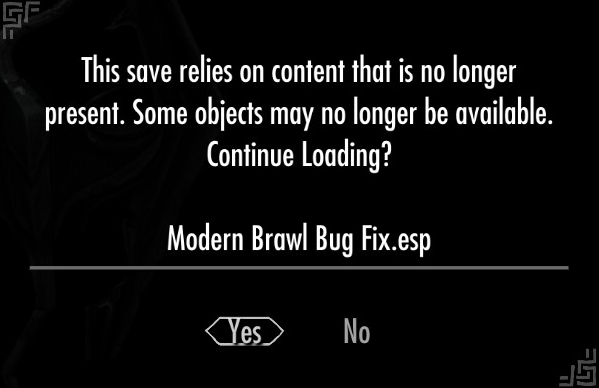 This save relies on content that is no longer
present. Some objects may no longer be available.
Continue Loading?
Modern Brawl Bug Fix.esp
Yes
No